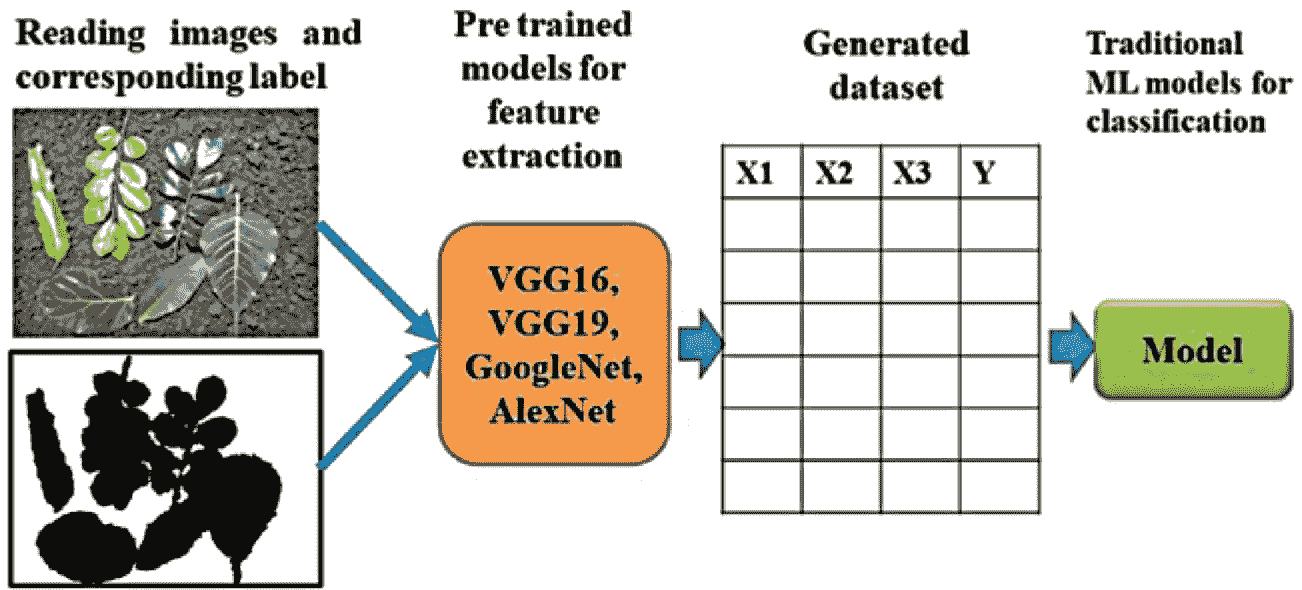 Reading images and
corresponding label
Pre trained
models for
feature
extraction
VGG16,
VGG19,
GoogleNet,
AlexNet
Generated
dataset
X1 X2 X3 Y
Traditional
ML models for
classification
Model